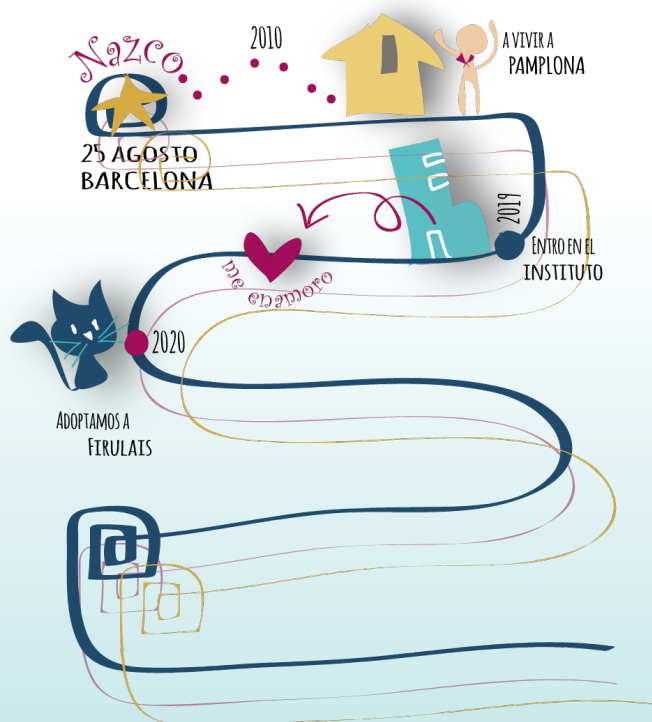 Nazco
2010
A VIVIR A
PAMPLONA
25 AGOSTO
BARCELONA
2019
ENTRO EN EL
INSTITUTO
me enamoro
2020
ADOPTAMOS A
FIRULAIS